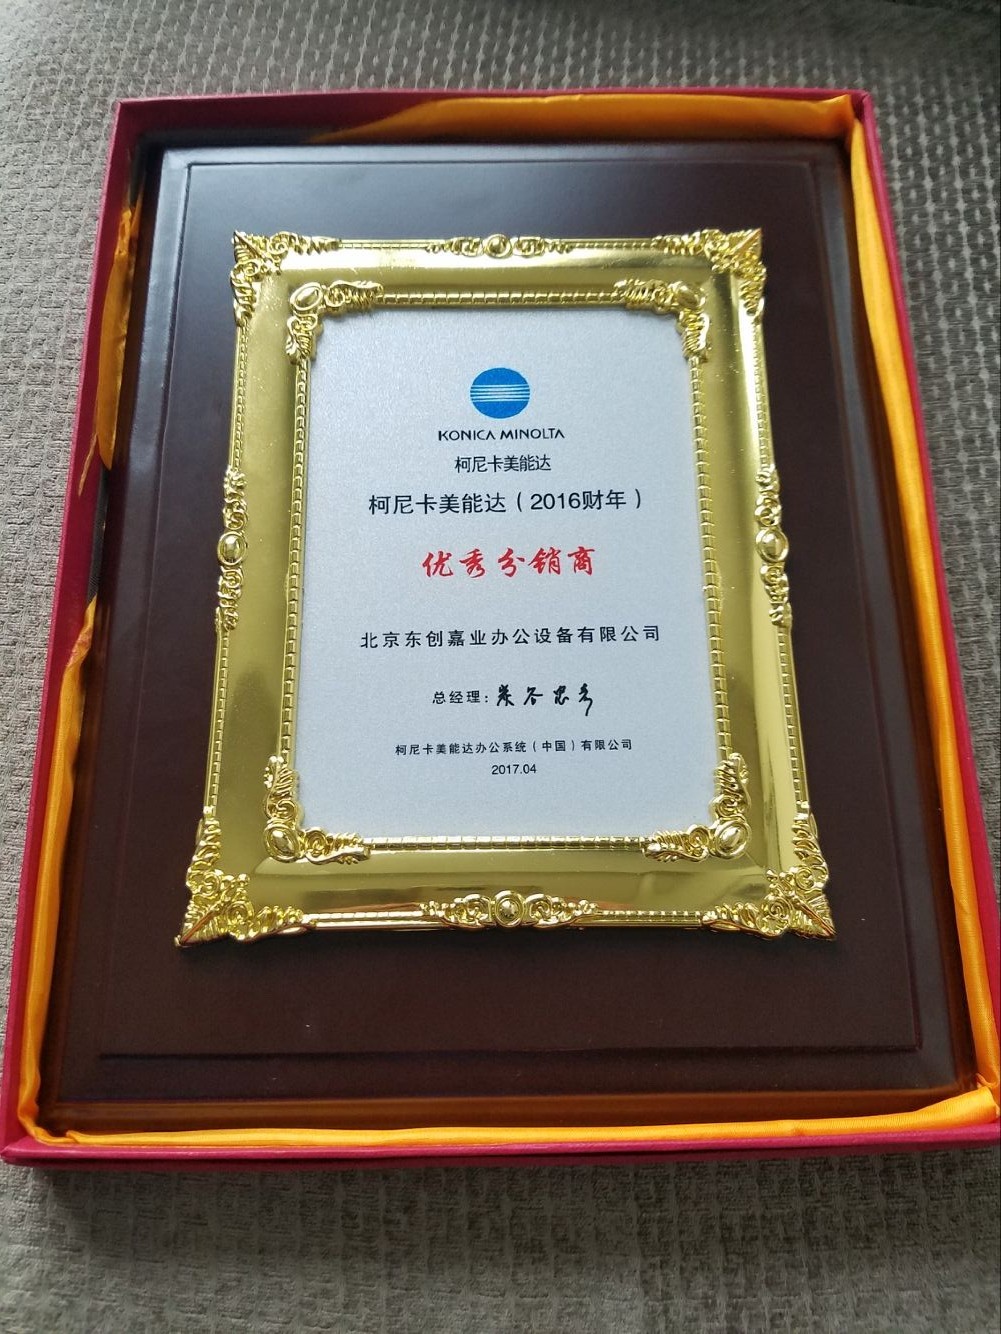 KONICA MINOLTA
柯尼卡美能达
柯尼卡美能达（2016财年）
优秀分销商
北京东创嘉业办公设备有限公司
总经理：
柯尼卡美能达办公系统（中国）有限公司
2017.04